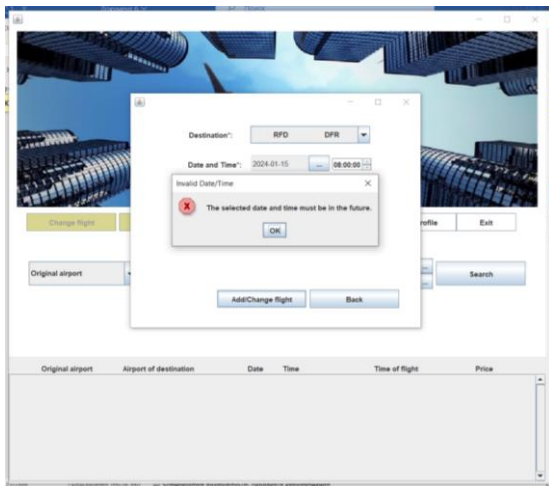 Destination*: RFD DFR
Date and Time*: 2024-01-15 ... 08:00:00
Invalid Date/Time
The selected date and time must be in the future.
OK
Change flight
Exit
Original airport
Search
Add/Change flight Back
Original airport Airport of destination Date Time Time of flight Price